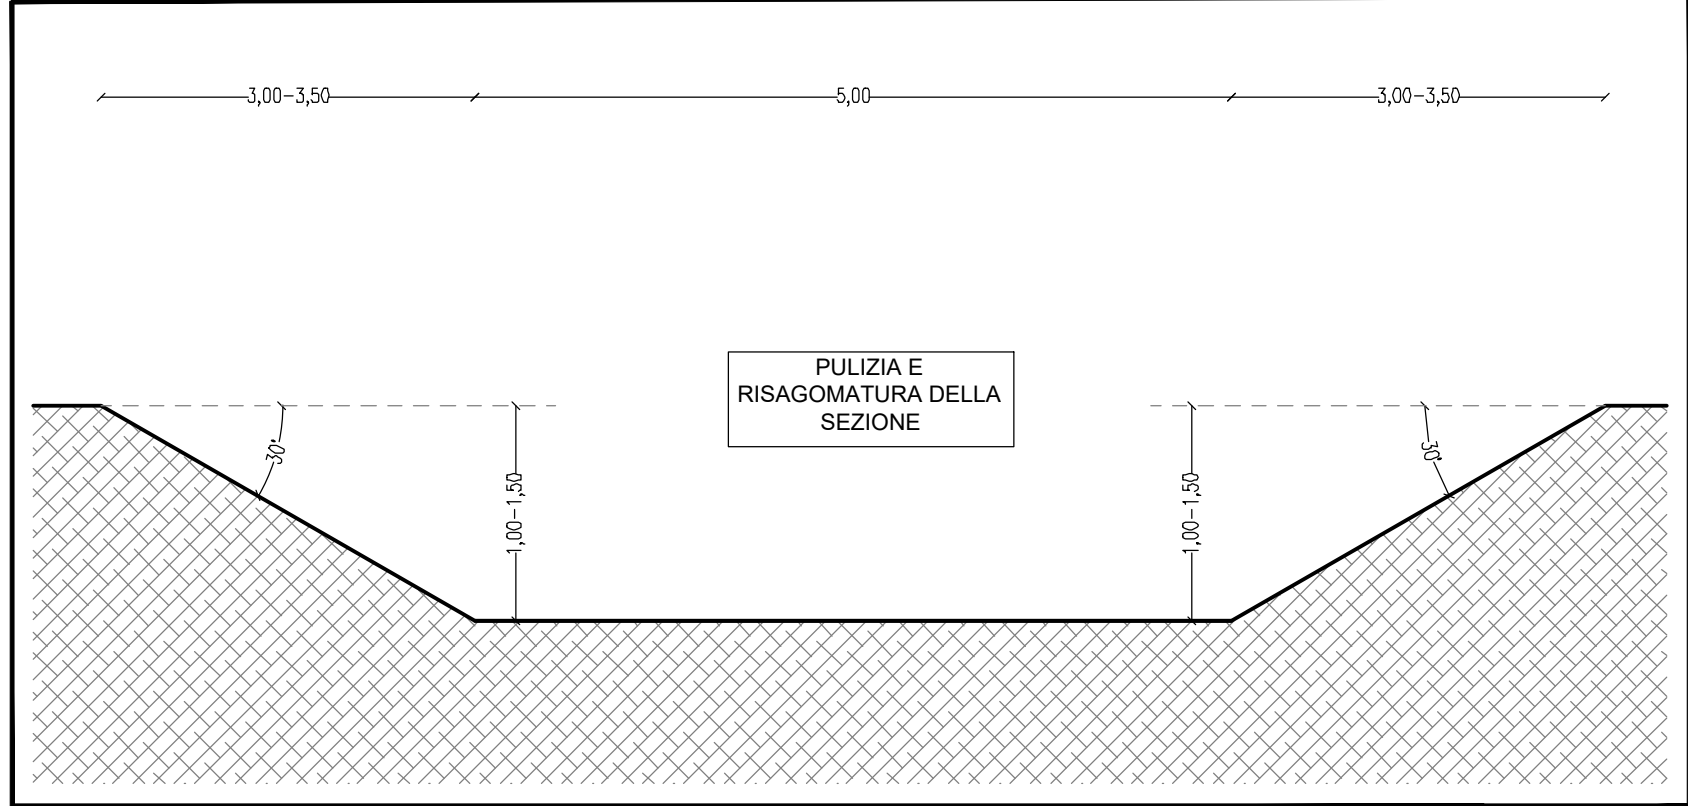 3,00-3,50
5,00
3,00-3,50
PULIZIA E
RISAGOMATURA DELLA
SEZIONE
30°
1,00-1,50
1,00-1,50
30°